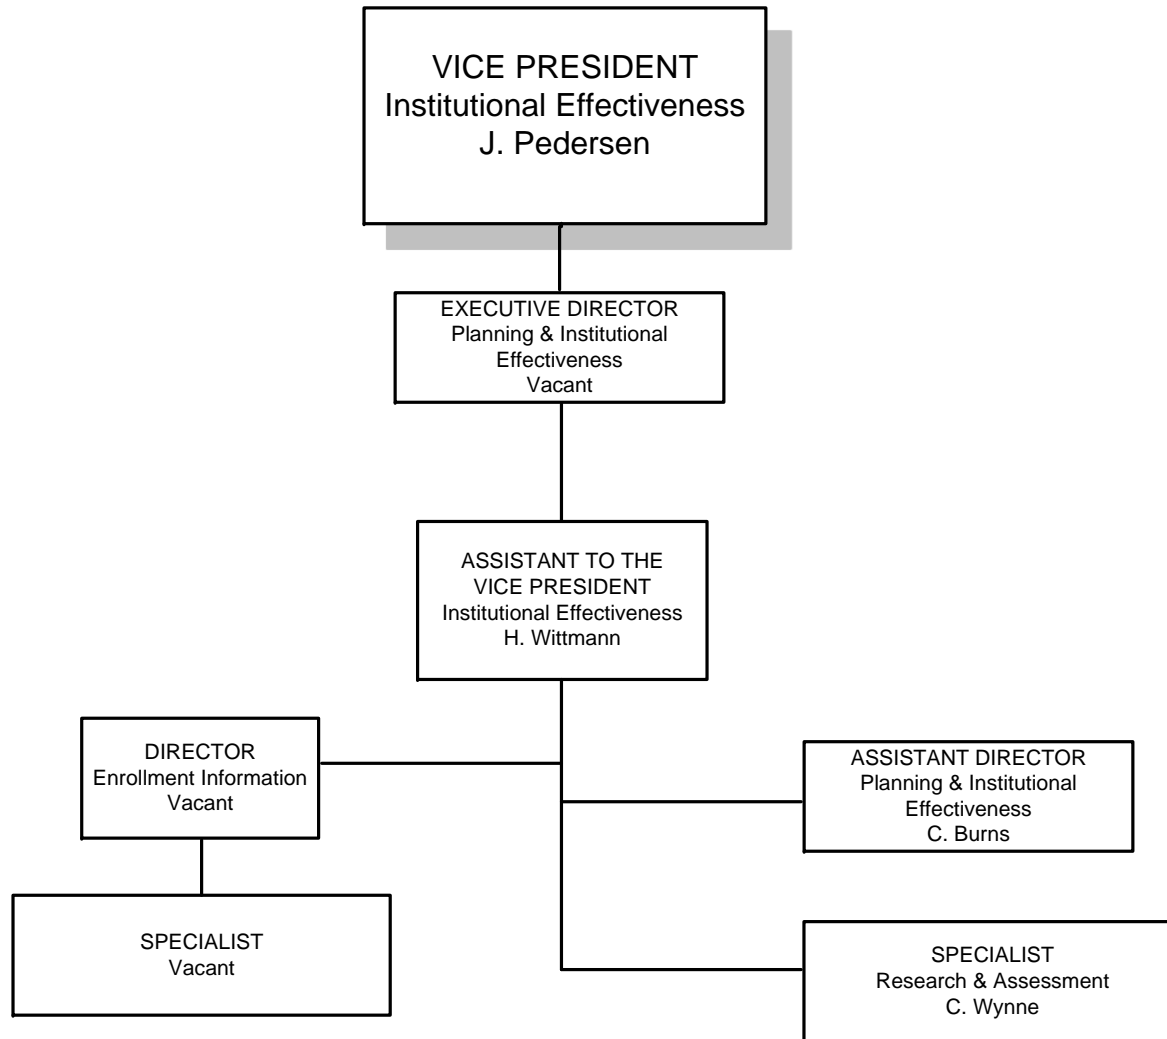 VICE PRESIDENT
Institutional Effectiveness
J. Pedersen
EXECUTIVE DIRECTOR
Planning & Institutional
Effectiveness
Vacant
ASSISTANT TO THE
VICE PRESIDENT
Institutional Effectiveness
H. Wittmann
DIRECTOR
Enrollment Information
Vacant
ASSISTANT DIRECTOR
Planning & Institutional
Effectiveness
C. Burns
SPECIALIST
Vacant
SPECIALIST
Research & Assessment
C. Wynne